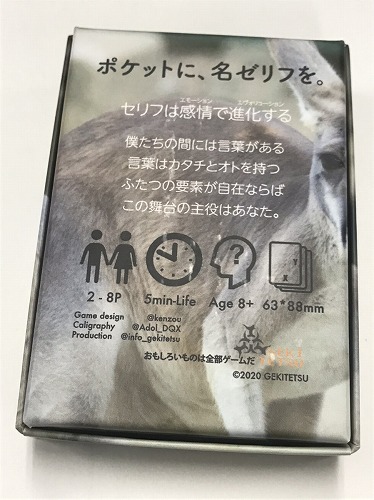 ポケットに、名ゼリフを。
エモーション エヴォリューション
セリフは感情で進化する
僕たちの間には言葉がある
言葉はカタチとオトを持つ
ふたつの要素が自在ならば
この舞台の主役はあなた。
?
Y
X
2 - 8P 5min-Life Age 8+ 63*88mm
Game design @kenzou
Caligraphy @Adol_DQX
Production @info_gekitetsu
おもしろいものは全部ゲームだ
©2020 GEKITETSU